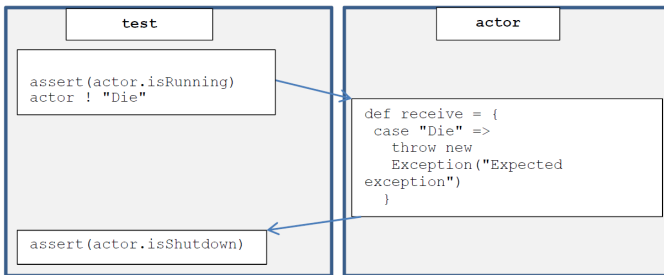 test
assert(actor.isRunning)
actor ! "Die"
assert(actor.isShutdown)
actor
def receive = {
case "Die" =>
throw new
Exception("Expected
exception")
}